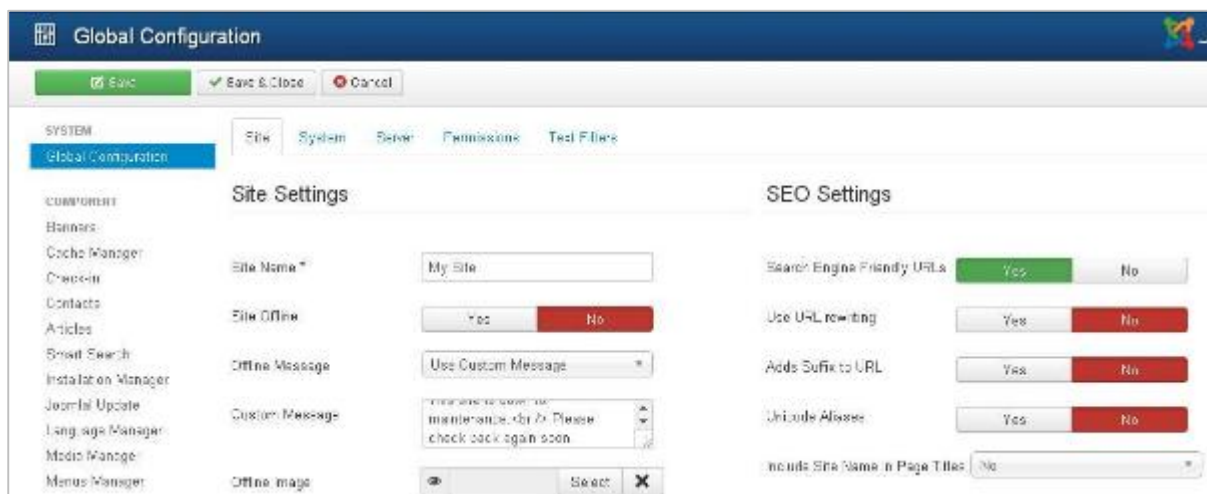 Global Configuration
Save
Save & Close
Cancel
SYSTEM
Global Configuration
COMPONENT
Banners
Cache Manager
Check-in
Contacts
Articles
Smart Search
Installation Manager
Joomla! Update
Language Manager
Media Manager
Menus Manager
Site
System
Server
Permissions
Text Filters
Site Settings
Site Name *
My Site
Site Offline
Yes
No
Offline Message
Use Custom Message
Custom Message
maintenance.<br /> Please
check back again soon
Offline Image
Select
SEO Settings
Search Engine Friendly URLs
Yes
No
Use URL rewriting
Yes
No
Adds Suffix to URL
Yes
No
Unicode Aliases
Yes
No
Include Site Name in Page Titles
No